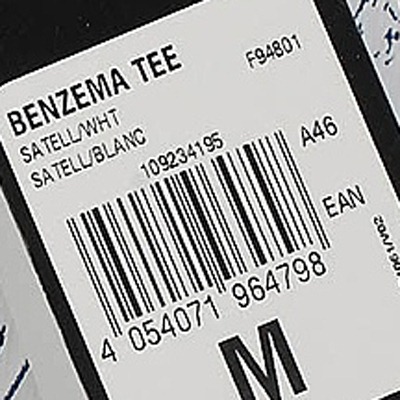 BENZEMA TEE
F94801
SATELL/WHT
SATELL/BLANC
109234195
A46
EAN
4 054071 964798
M